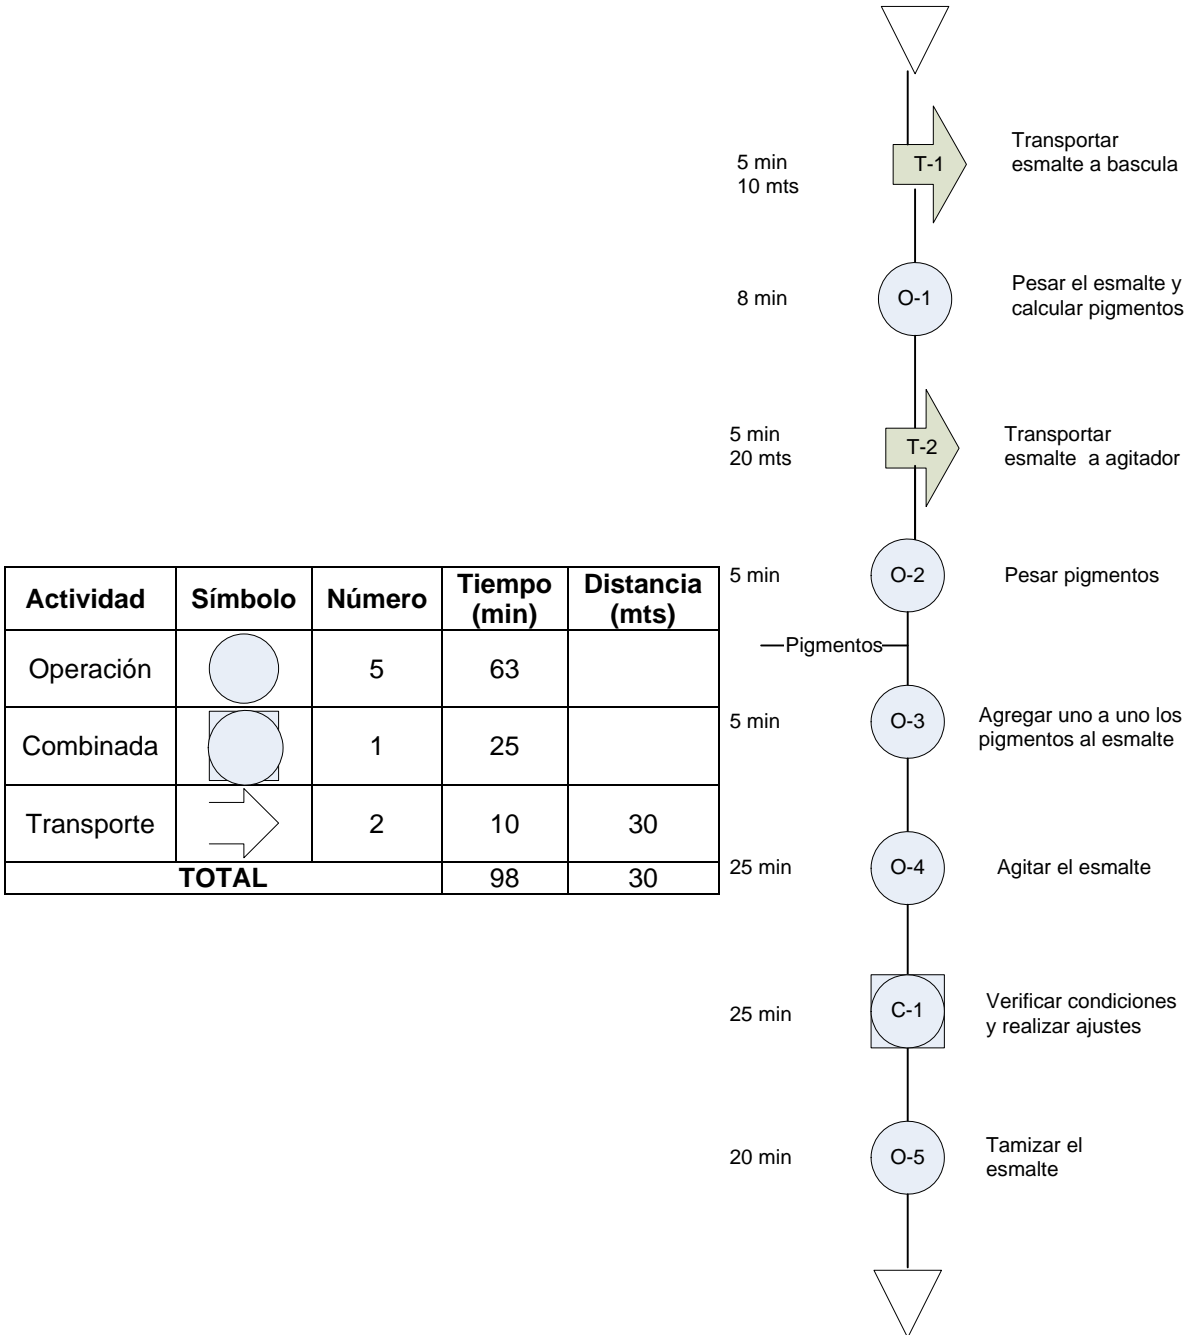 5 min
10 mts
T-1
Transportar
esmalte a bascula
8 min
O-1
Pesar el esmalte y
calcular pigmentos
5 min
20 mts
T-2
Transportar
esmalte a agitador
5 min
O-2
Pesar pigmentos
Pigmentos
5 min
O-3
Agregar uno a uno los
pigmentos al esmalte
25 min
O-4
Agitar el esmalte
25 min
C-1
Verificar condiciones
y realizar ajustes
20 min
O-5
Tamizar el
esmalte
Actividad Símbolo Número Tiempo (min) Distancia (mts)
Operación 5 63
Combinada 1 25
Transporte 2 10 30
TOTAL 98 30